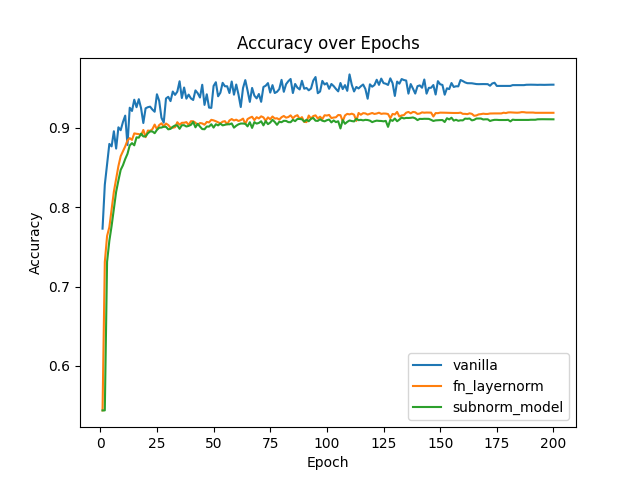 Accuracy over Epochs
Accuracy
0.9
0.8
0.7
0.6
0 25 50 75 100 125 150 175 200
Epoch
vanilla
fn_layernorm
subnorm_model